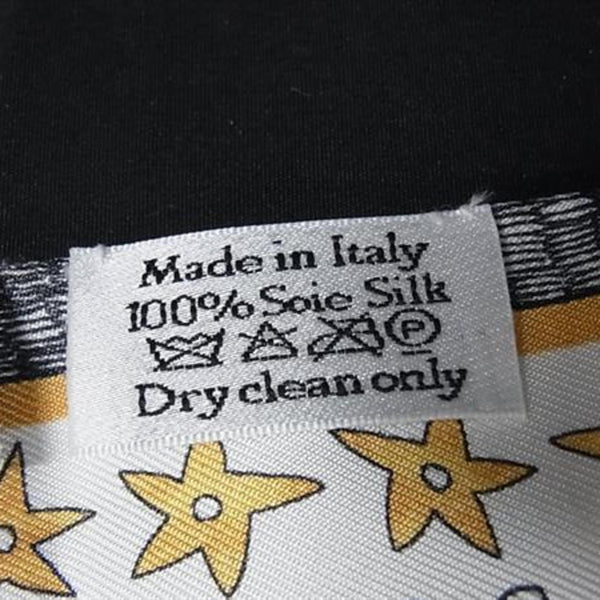 Made in Italy
100% Soie Silk
P
Dry clean only